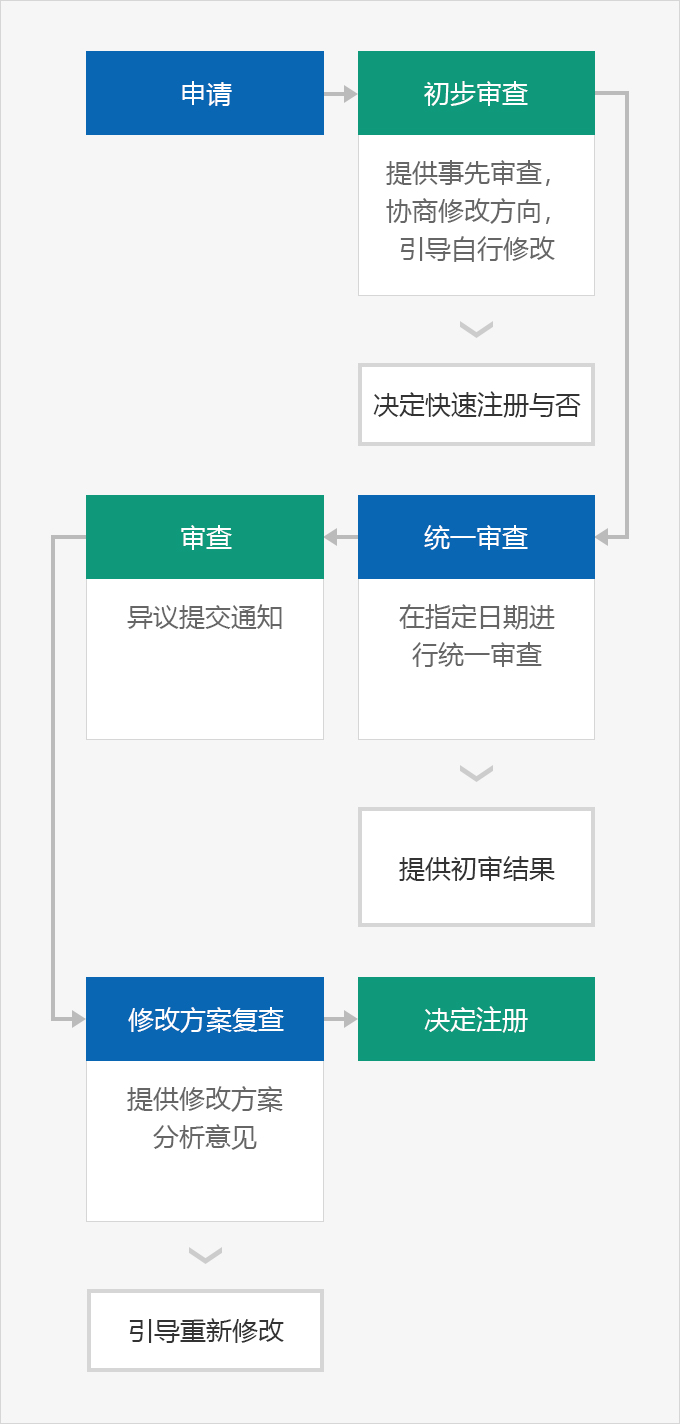 申请
初步审查
提供事先审查，
协商修改方向，
引导自行修改
决定快速注册与否
审查
异议提交通知
统一审查
在指定日期进
行统一审查
提供初审结果
修改方案复查
提供修改方案
分析意见
引导重新修改
决定注册